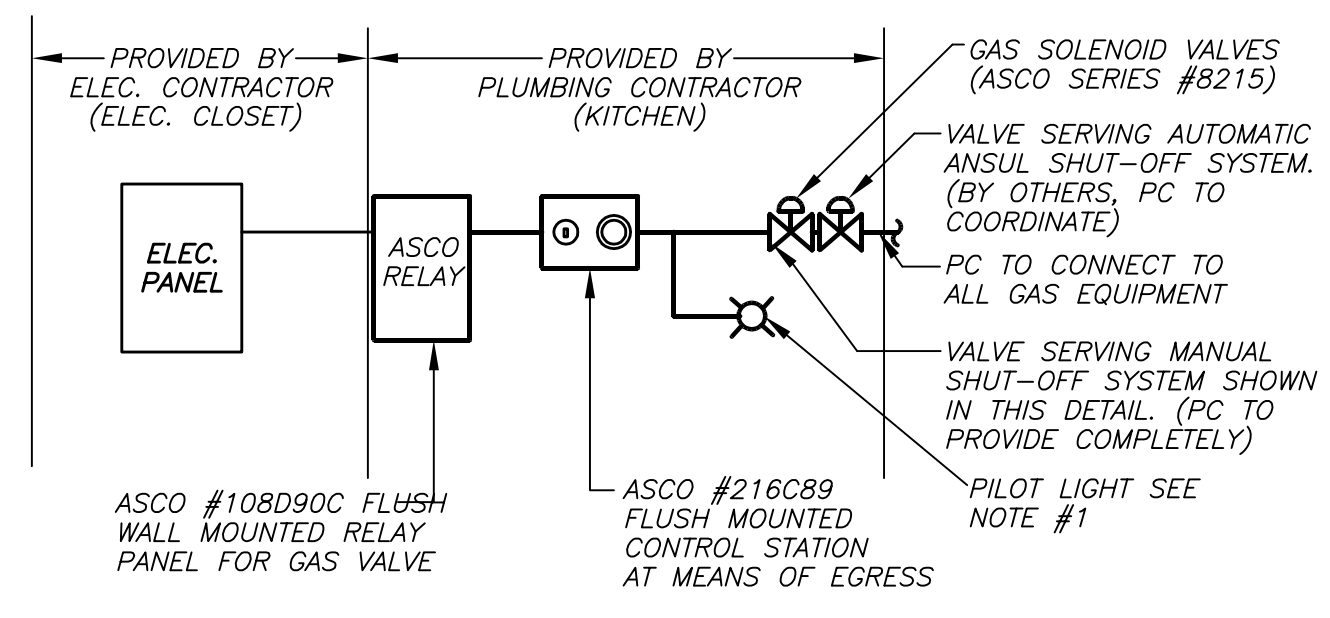 PROVIDED BY
ELEC. CONTRACTOR
(ELEC. CLOSET)
PROVIDED BY
PLUMBING CONTRACTOR
(KITCHEN)
GAS SOLENOID VALVES
(ASCO SERIES #8215)
VALVE SERVING AUTOMATIC
ANSUL SHUT-OFF SYSTEM.
(BY OTHERS, PC TO
COORDINATE)
ELEC.
PANEL
ASCO
RELAY
PC TO CONNECT TO
ALL GAS EQUIPMENT
VALVE SERVING MANUAL
SHUT-OFF SYSTEM SHOWN
IN THIS DETAIL. (PC TO
PROVIDE COMPLETELY)
ASCO #108D90C FLUSH
WALL MOUNTED RELAY
PANEL FOR GAS VALVE
ASCO #216C89
FLUSH MOUNTED
CONTROL STATION
AT MEANS OF EGRESS
PILOT LIGHT SEE
NOTE #1